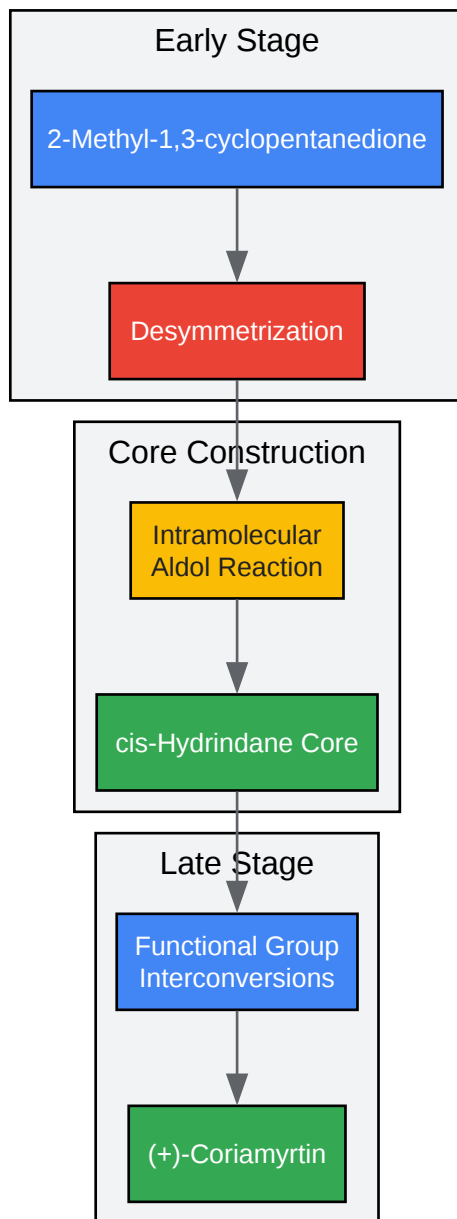 Early Stage
2-Methyl-1,3-cyclopentanedione
Desymmetrization
Core Construction
Intramolecular
Aldol Reaction
cis-Hydrindane Core
Late Stage
Functional Group
Interconversions
(+)-Coriamyrtin